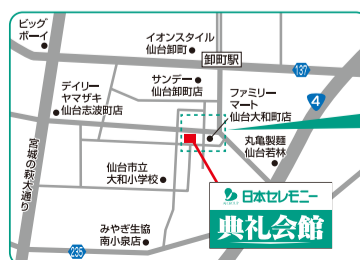 ビッグ
ボーイ
イオンスタイル
仙台卸町
卸町駅
137
サンデー
仙台卸町店
デイリー
ヤマザキ
仙台志波町店
ファミリー
マート
仙台大和町店
4
丸亀製麺
仙台若林
宮城の萩大通り
仙台市立
大和小学校
日本セレモニー
典礼会館
みやぎ生協
南小泉店
235